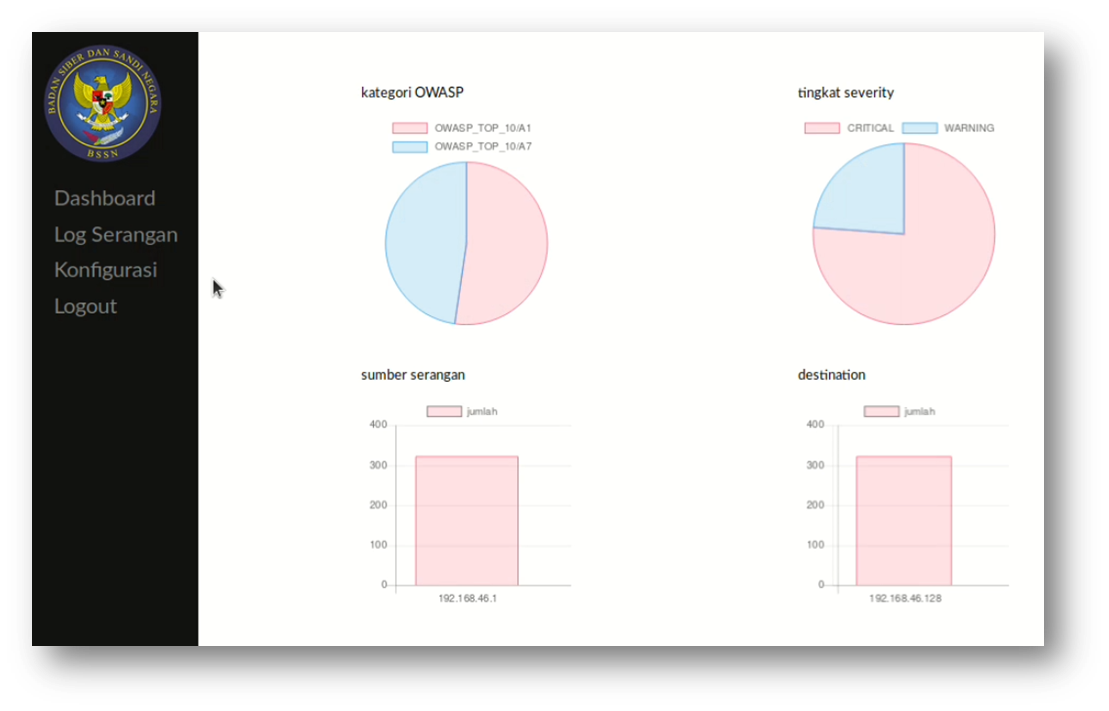 BADAN SIBER DAN SANDI NEGARA
BSSN
Dashboard
Log Serangan
Konfigurasi
Logout
kategori OWASP
OWASP_TOP_10/A1
OWASP_TOP_10/A7
tingkat severity
CRITICAL WARNING
sumber serangan
jumlah
400
300
200
100
0
192.168.46.1
destination
jumlah
400
300
200
100
0
192.168.46.128